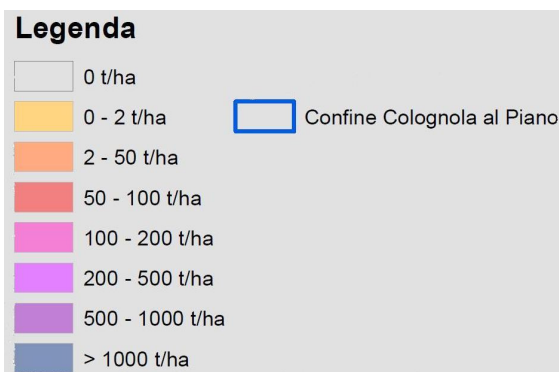 Legenda
0 t/ha
0 - 2 t/ha
Confine Colognola al Piano
2 - 50 t/ha
50 - 100 t/ha
100 - 200 t/ha
200 - 500 t/ha
500 - 1000 t/ha
> 1000 t/ha